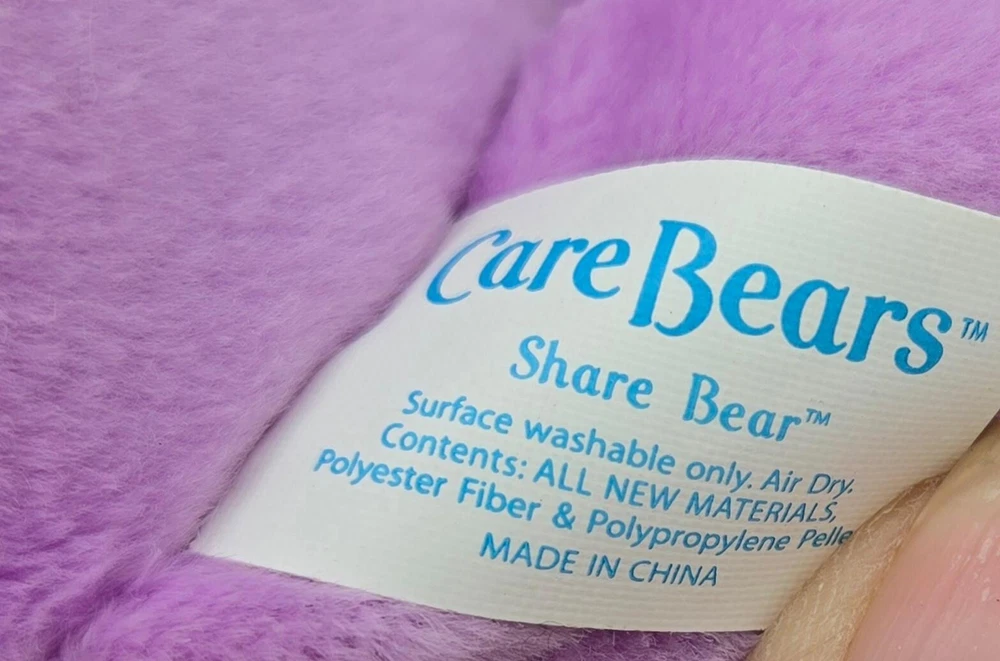 Care Bears™
Share Bear™
Surface washable only. Air Dry.
Contents: ALL NEW MATERIALS,
Polyester Fiber & Polypropylene Pelle
MADE IN CHINA